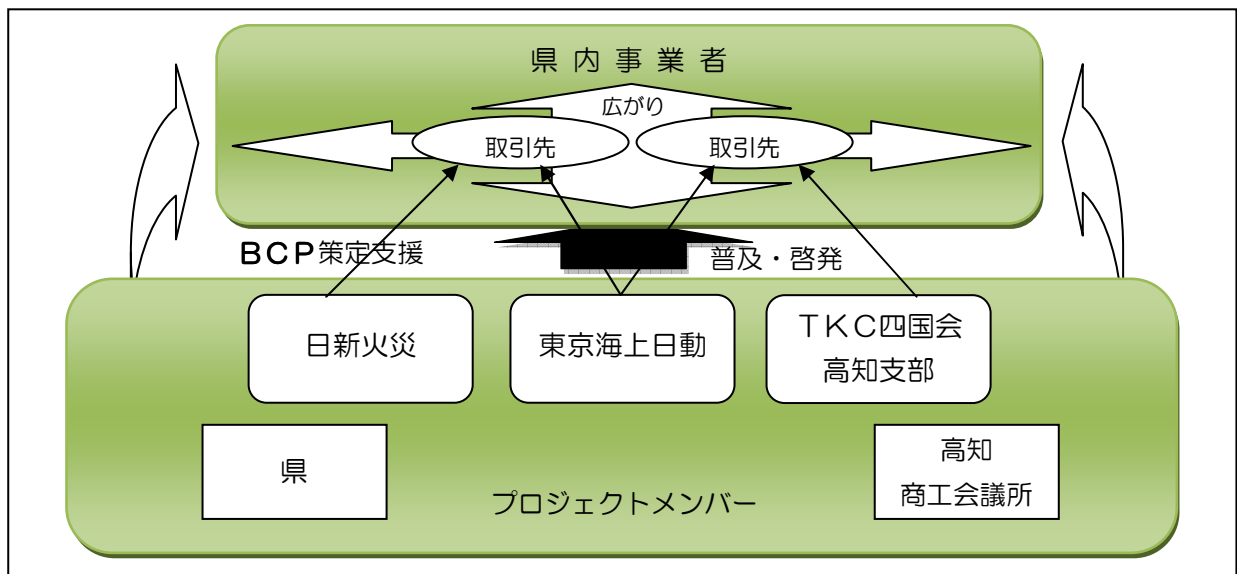 県内事業者
広がり
取引先
取引先
BCP策定支援
普及・啓発
日新火災
東京海上日動
TKC四国会
高知支部
県
高知
商工会議所
プロジェクトメンバー